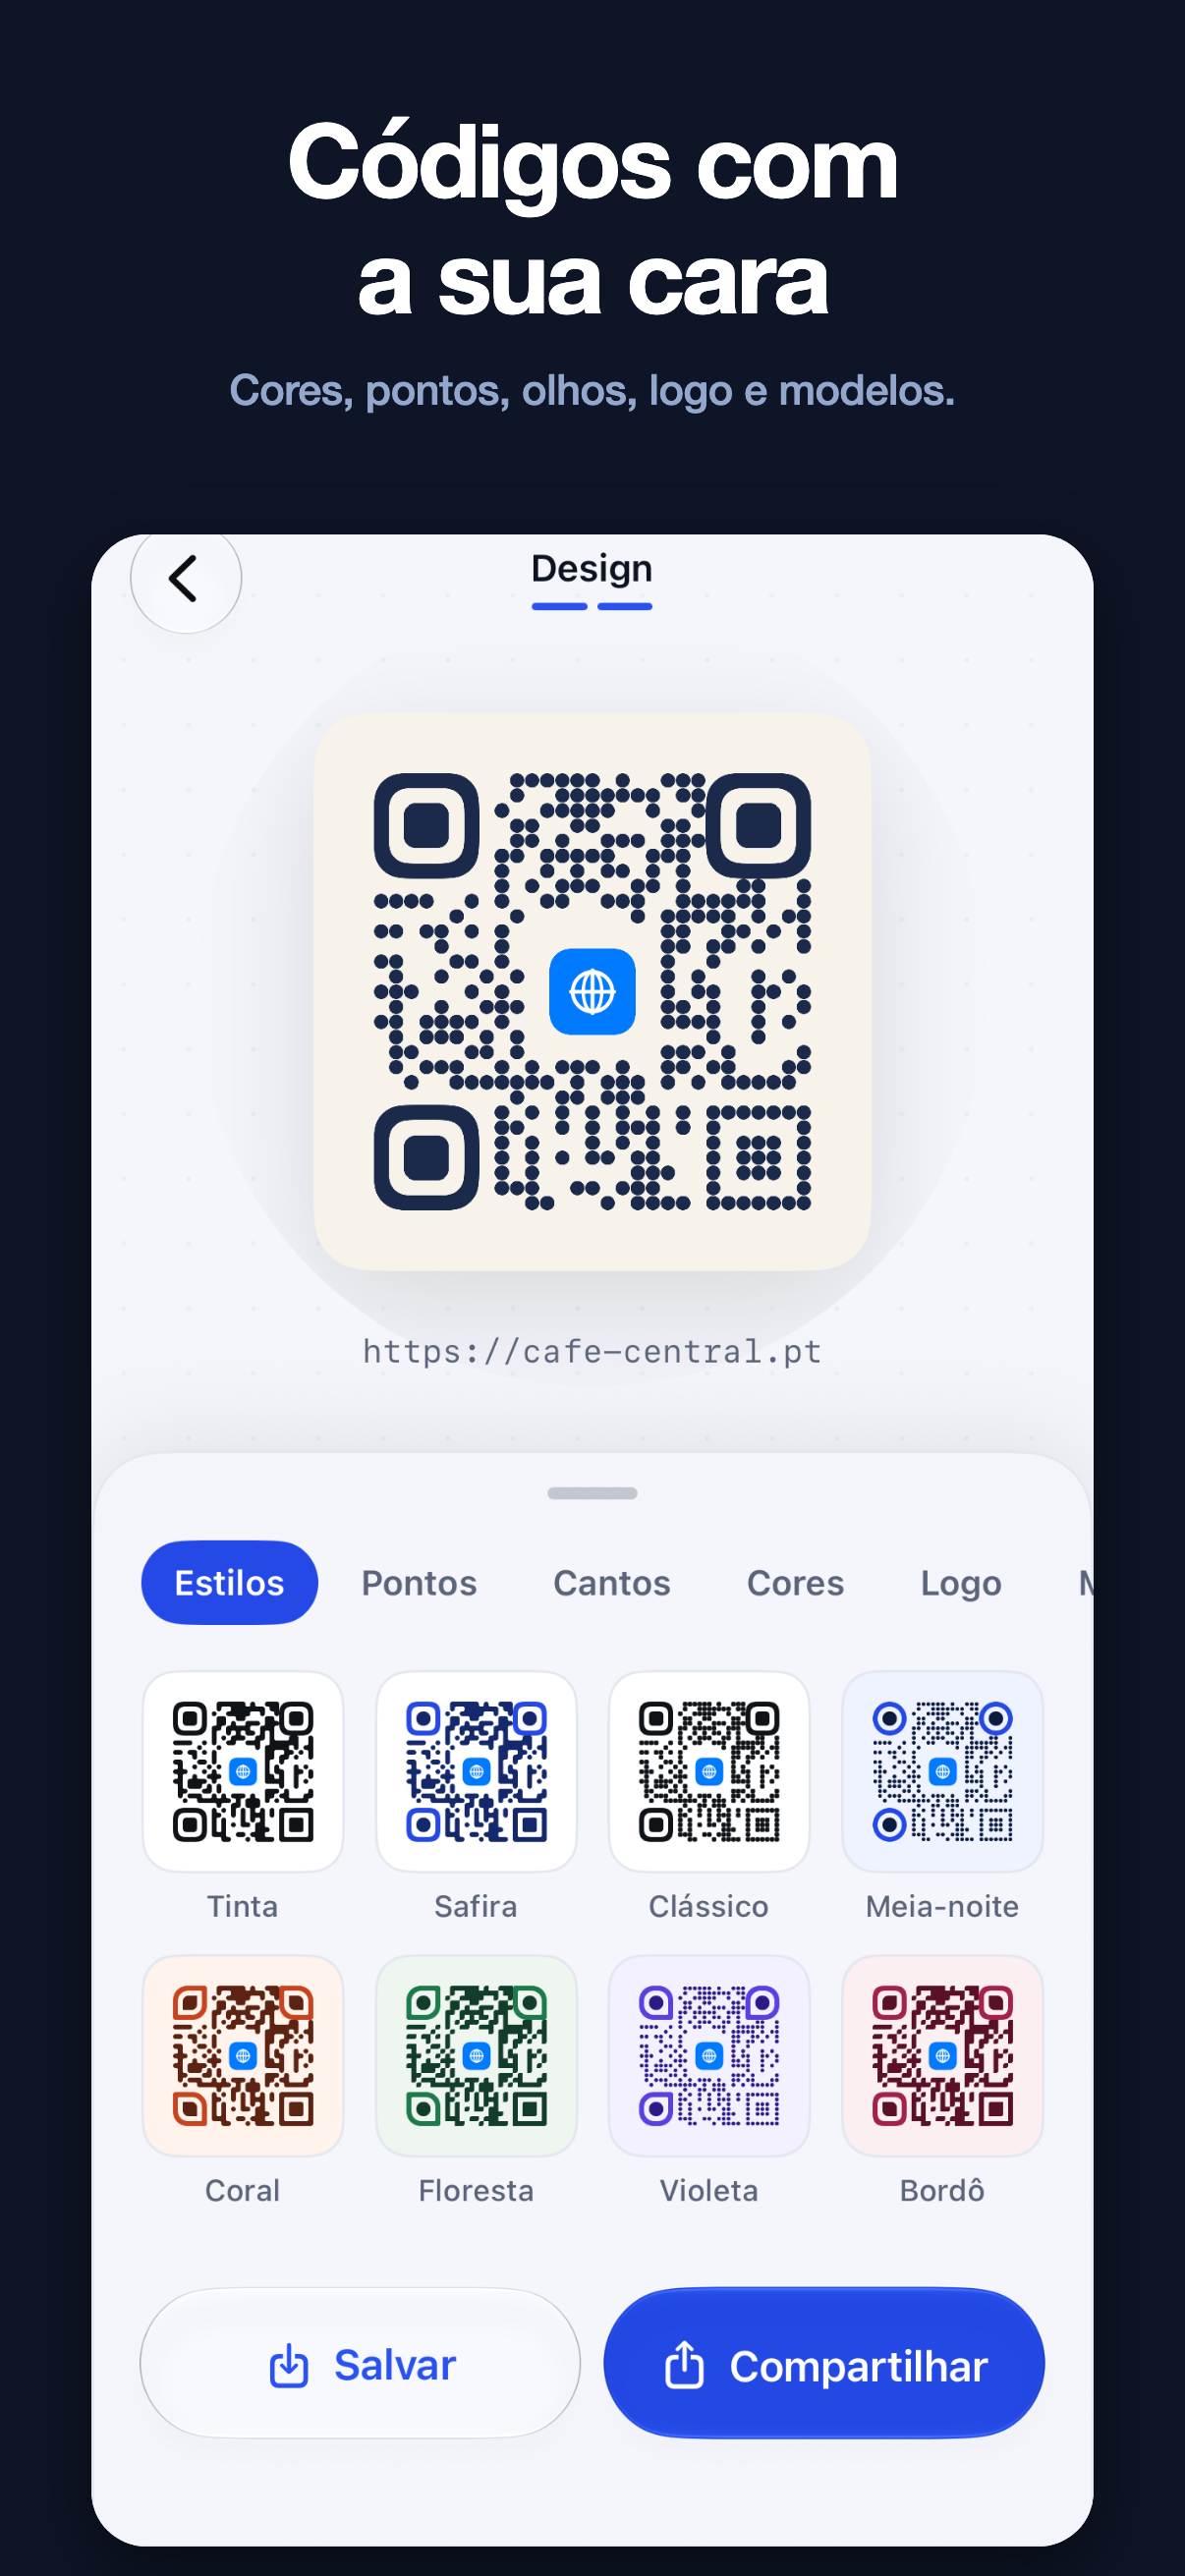 Códigos com
a sua cara
Cores, pontos, olhos, logo e modelos.
Design
https://cafe-central.pt
Estilos Pontos Cantos Cores Logo
Tinta Safira Clássico Meia-noite
Coral Floresta Violeta Bordô
Salvar Compartilhar